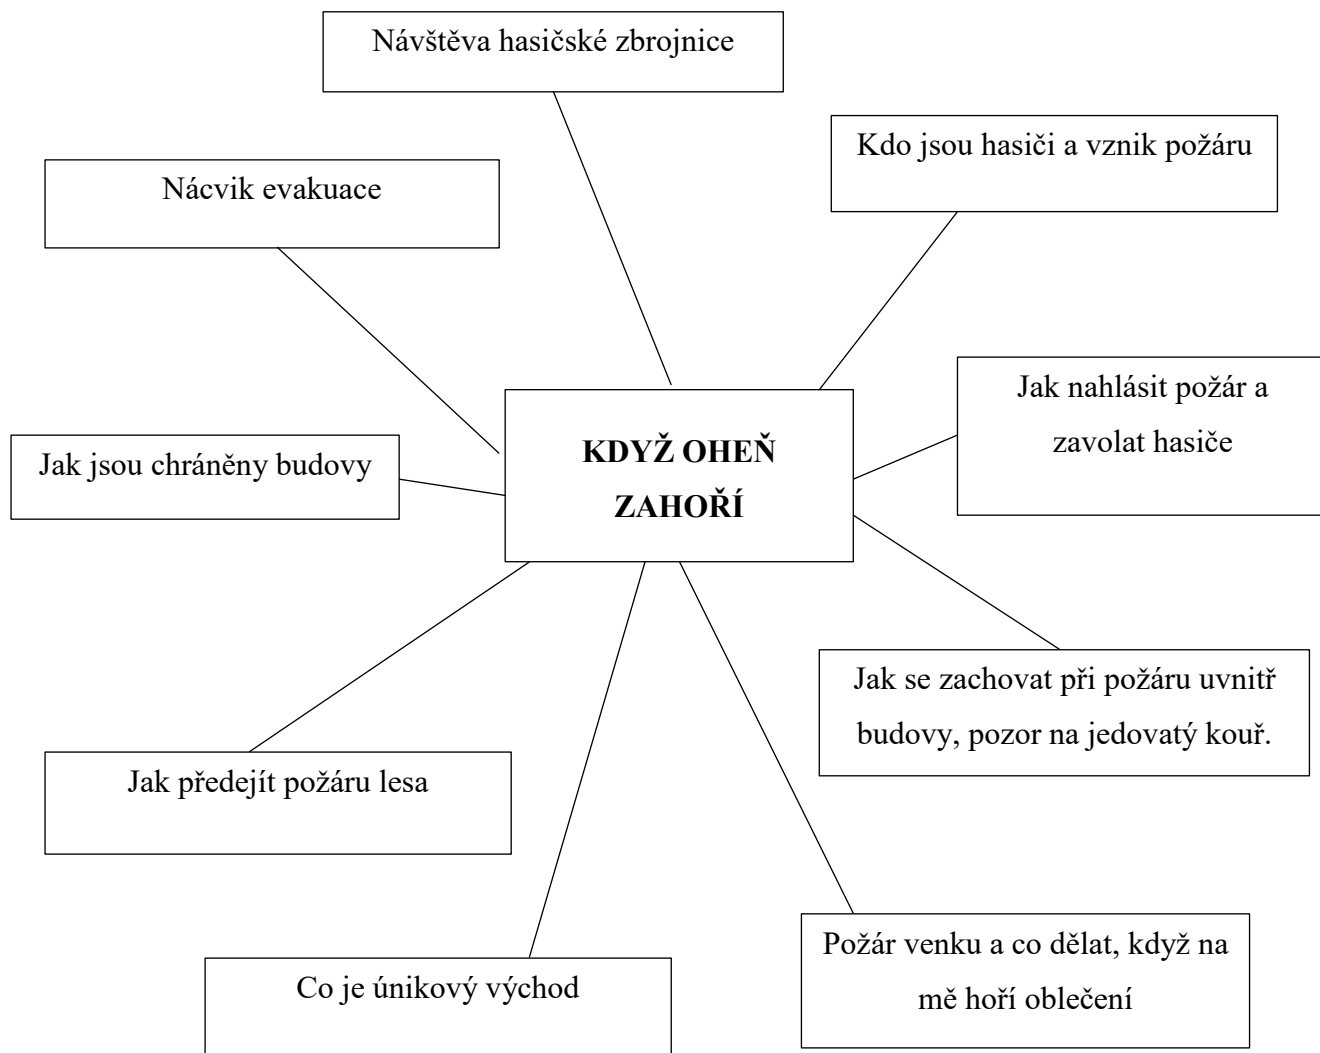 Návštěva hasičské zbrojnice
Kdo jsou hasiči a vznik požáru
Nácvik evakuace
Jak nahlásit požár a
zavolat hasiče
KDYŽ OHEŇ
ZAHOŘÍ
Jak jsou chráněny budovy
Jak se zachovat při požáru uvnitř
budovy, pozor na jedovatý kouř.
Jak předejít požáru lesa
Požár venku a co dělat, když na
mě hoří oblečení
Co je únikový východ